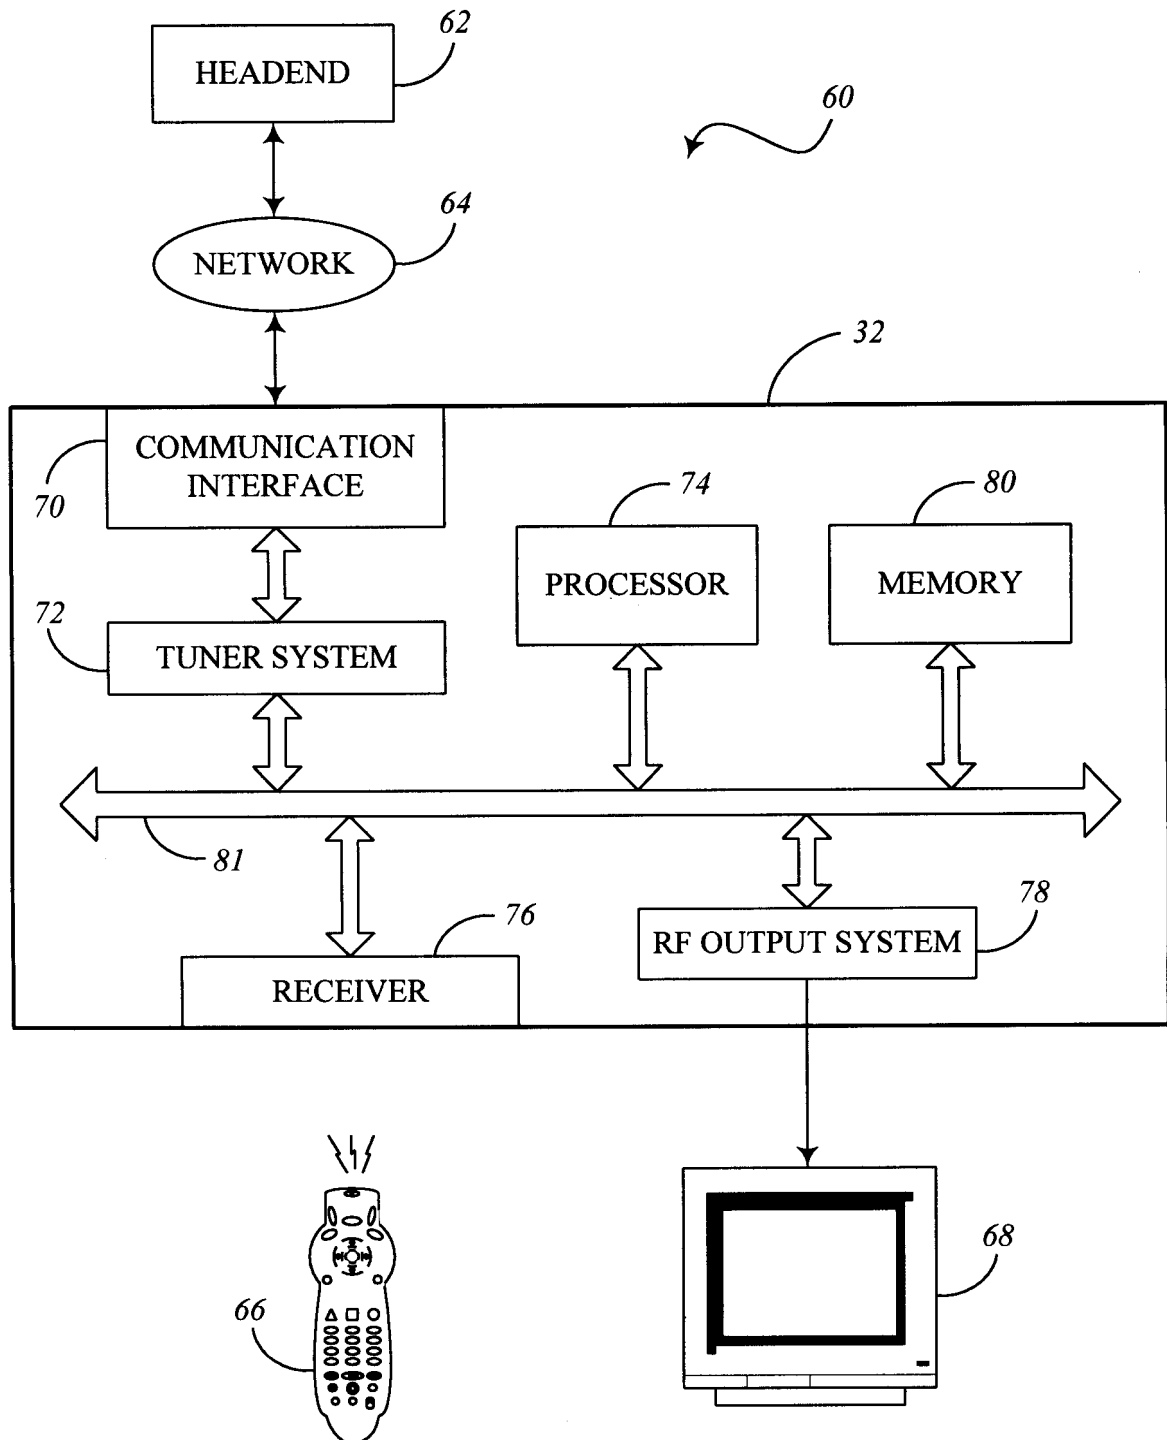 62
HEADEND
60
64
NETWORK
32
COMMUNICATION
INTERFACE
70
74
80
PROCESSOR
MEMORY
72
TUNER SYSTEM
81
76
78
RF OUTPUT SYSTEM
RECEIVER
68
66